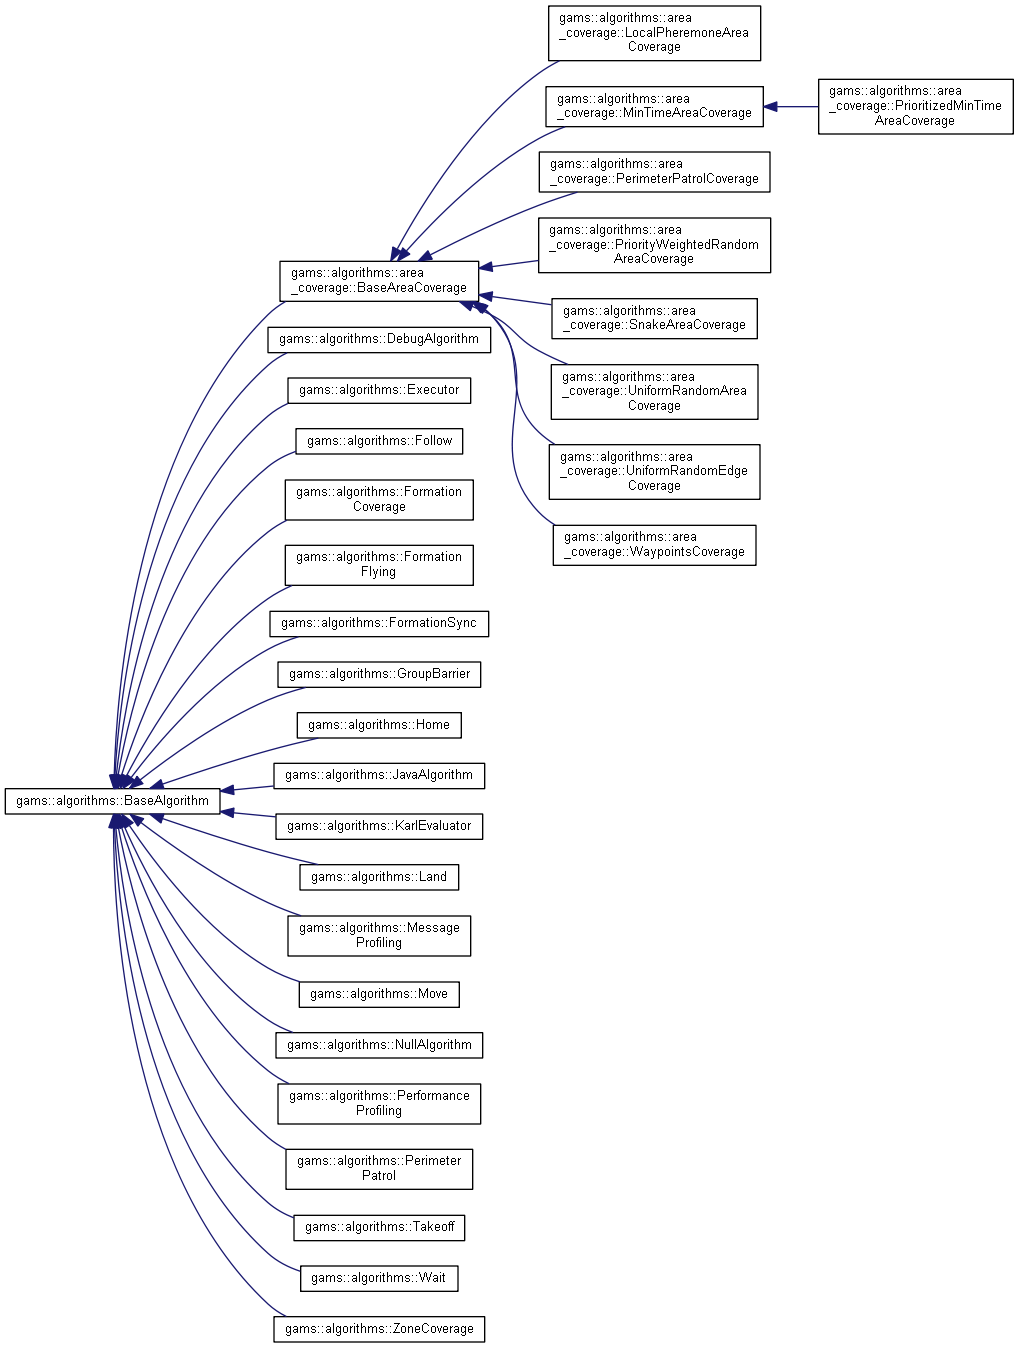 gams::algorithms::area
_coverage::LocalPheremoneArea
Coverage
gams::algorithms::area
_coverage::MinTimeAreaCoverage
gams::algorithms::area
_coverage::PrioritizedMinTime
AreaCoverage
gams::algorithms::area
_coverage::PerimeterPatrolCoverage
gams::algorithms::area
_coverage::PriorityWeightedRandom
AreaCoverage
gams::algorithms::area
_coverage::BaseAreaCoverage
gams::algorithms::area
_coverage::SnakeAreaCoverage
gams::algorithms::DebugAlgorithm
gams::algorithms::area
_coverage::UniformRandomArea
Coverage
gams::algorithms::Executor
gams::algorithms::Follow
gams::algorithms::area
_coverage::UniformRandomEdge
Coverage
gams::algorithms::Formation
Coverage
gams::algorithms::area
_coverage::WaypointsCoverage
gams::algorithms::Formation
Flying
gams::algorithms::FormationSync
gams::algorithms::GroupBarrier
gams::algorithms::Home
gams::algorithms::JavaAlgorithm
gams::algorithms::BaseAlgorithm
gams::algorithms::KarlEvaluator
gams::algorithms::Land
gams::algorithms::Message
Profiling
gams::algorithms::Move
gams::algorithms::NullAlgorithm
gams::algorithms::Performance
Profiling
gams::algorithms::Perimeter
Patrol
gams::algorithms::Takeoff
gams::algorithms::Wait
gams::algorithms::ZoneCoverage